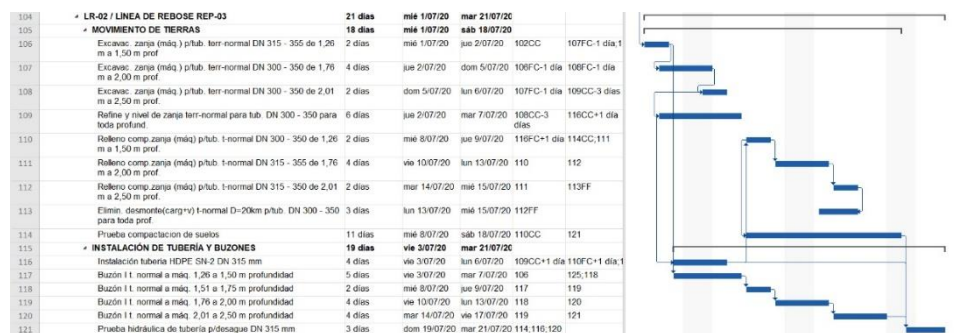 104 LR-02 / LÍNEA DE REBOSE REP-03 21 días mié 1/07/20 mar 21/07/20
105 MOVIMIENTO DE TIERRAS 18 días mié 1/07/20 sáb 18/07/20
106 Excavac. zanja (máq.) p/tub. terr-normal DN 315 - 355 de 1,26 2 días mié 1/07/20 jue 2/07/20 102CC 107FC-1 día;1
m a 1,50 m prof
107 Excavac. zanja (máq.) p/tub. terr-normal DN 300 - 350 de 1,76 4 días jue 2/07/20 dom 5/07/20 106FC-1 día 108FC-1 día
m a 2,00 m prof.
108 Excavac. zanja (máq.) p/tub. terr-normal DN 300 - 350 de 2,01 2 días dom 5/07/20 lun 6/07/20 107FC-1 día 109CC-3 días
m a 2,50 m prof.
109 Refine y nivel de zanja terr-normal para tub. DN 300 - 350 para 6 días jue 2/07/20 mar 7/07/20 108CC-3 116CC+1 día
toda profund. días
110 Relleno comp.zanja (máq) p/tub. t-normal DN 300 - 350 de 1,26 2 días mié 8/07/20 jue 9/07/20 116FC+1 día 114CC;111
m a 1,50 m prof.
111 Relleno comp.zanja (máq) p/tub. t-normal DN 315 - 355 de 1,76 4 días vie 10/07/20 lun 13/07/20 110 112
m a 2,00 m prof.
112 Relleno comp.zanja (máq) p/tub. t-normal DN 315 - 355 de 2,01 2 días mar 14/07/20 mié 15/07/20 111 113FF
m a 2,50 m prof.
113 Elimin. desmonte(carg+v) t-normal D=20km p/tub. DN 300 - 350 3 días lun 13/07/20 mié 15/07/20 112FF
para toda prof.
114 Prueba compactacion de suelos 11 días mié 8/07/20 sáb 18/07/20 110CC 121
115 INSTALACIÓN DE TUBERÍA Y BUZONES 19 días vie 3/07/20 mar 21/07/20
116 Instalación tuberia HDPE SN-2 DN 315 mm 4 días vie 3/07/20 lun 6/07/20 109CC+1 día 110FC+1 día;1
117 Buzón I t. normal a máq. 1,26 a 1,50 m profundidad 5 días vie 3/07/20 mar 7/07/20 106 125;118
118 Buzón I t. normal a máq. 1,51 a 1,75 m profundidad 2 días mié 8/07/20 jue 9/07/20 117 119
119 Buzón I t. normal a máq. 1,76 a 2,00 m profundidad 4 días vie 10/07/20 lun 13/07/20 118 120
120 Buzón I t. normal a máq. 2,01 a 2,50 m profundidad 4 días mar 14/07/20 vie 17/07/20 119 121
121 Prueba hidráulica de tubería p/desague DN 315 mm 3 días dom 19/07/20 mar 21/07/20 114;116;120